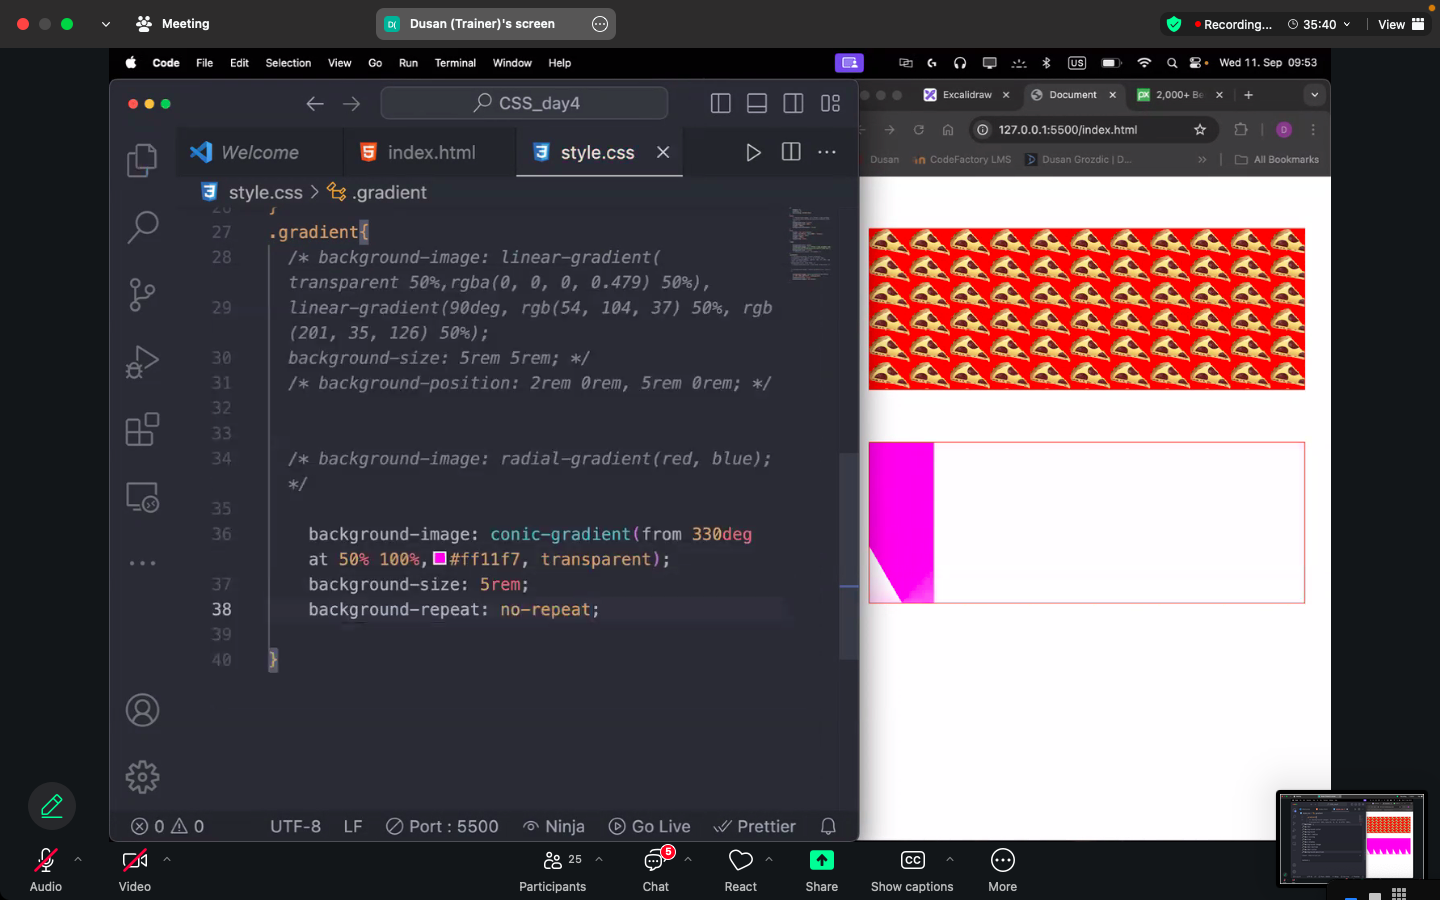 Meeting
D( Dusan (Trainer)'s screen
Recording...
35:40
View
Code File Edit Selection View Go Run Terminal Window Help
US
Wed 11. Sep 09:53
CSS_day4
Excalidraw
Document
2,000+ Be
127.0.0.1:5500/index.html
D
Dusan
CodeFactory LMS
Dusan Grozdic | D...
All Bookmarks
Welcome
index.html
style.css
style.css > .gradient
26 }
27 .gradient{
28 /* background-image: linear-gradient(
transparent 50%,rgba(0, 0, 0, 0.479) 50%),
29 linear-gradient(90deg, rgb(54, 104, 37) 50%, rgb
(201, 35, 126) 50%);
30 background-size: 5rem 5rem; */
31 /* background-position: 2rem 0rem, 5rem 0rem; */
32
33
34 /* background-image: radial-gradient(red, blue);
*/
35
36 background-image: conic-gradient(from 330deg
at 50% 100%, #ff11f7, transparent);
37 background-size: 5rem;
38 background-repeat: no-repeat;
39
40 }
0 0
UTF-8
LF
Port : 5500
Ninja
Go Live
Prettier
Audio
Video
25
Participants
5
Chat
React
Share
CC
Show captions
More